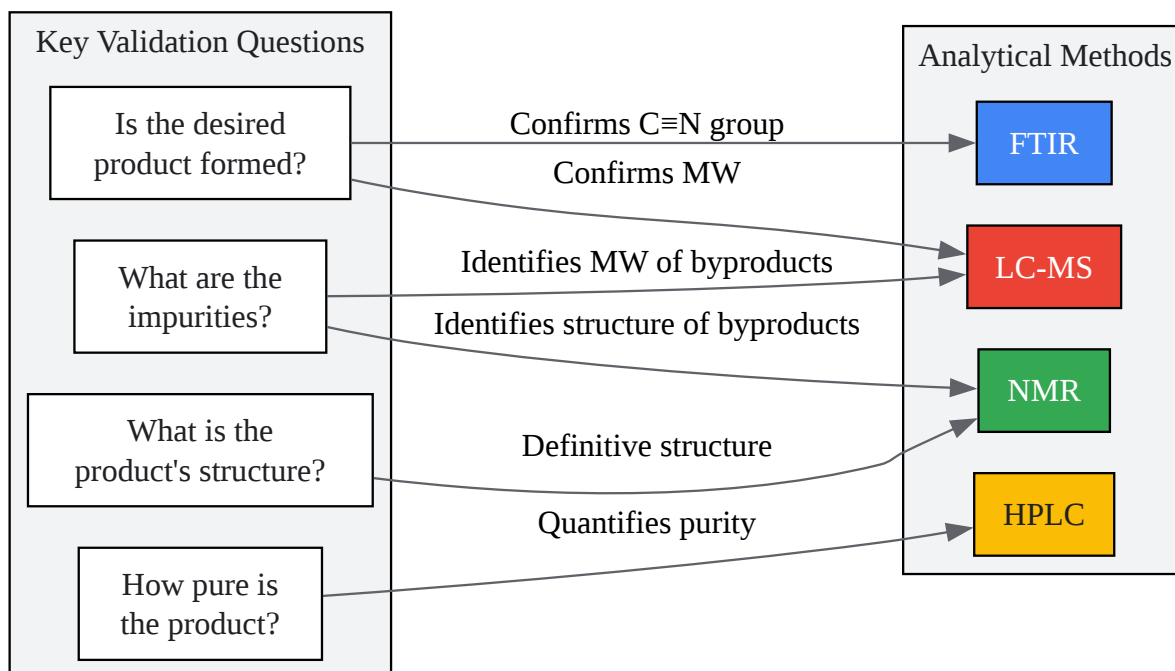 Key Validation Questions
Is the desired
product formed?
What are the
impurities?
What is the
product's structure?
How pure is
the product?
Confirms C≡N group
Confirms MW
Identifies MW of byproducts
Identifies structure of byproducts
Definitive structure
Quantifies purity
Analytical Methods
FTIR
LC-MS
NMR
HPLC